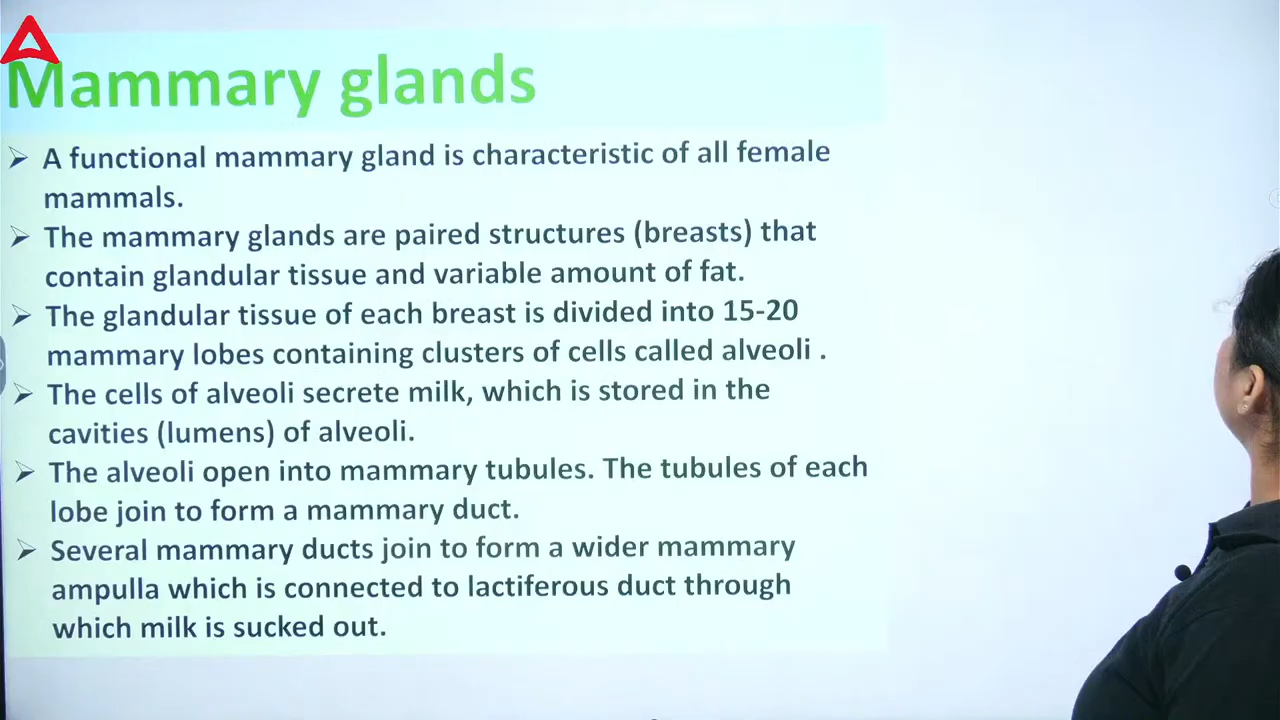 Mammary glands
➢ A functional mammary gland is characteristic of all female
mammals.
➢ The mammary glands are paired structures (breasts) that
contain glandular tissue and variable amount of fat.
➢ The glandular tissue of each breast is divided into 15-20
mammary lobes containing clusters of cells called alveoli .
➢ The cells of alveoli secrete milk, which is stored in the
cavities (lumens) of alveoli.
➢ The alveoli open into mammary tubules. The tubules of each
lobe join to form a mammary duct.
➢ Several mammary ducts join to form a wider mammary
ampulla which is connected to lactiferous duct through
which milk is sucked out.